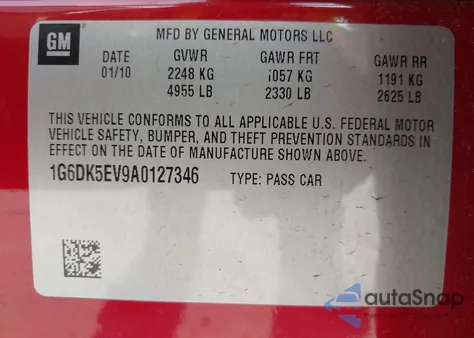 GM
MFD BY GENERAL MOTORS LLC
DATE GVWR GAWR FRT GAWR RR
01/10 2248 KG 1057 KG 1191 KG
4955 LB 2330 LB 2625 LB
THIS VEHICLE CONFORMS TO ALL APPLICABLE U.S. FEDERAL MOTOR
VEHICLE SAFETY, BUMPER, AND THEFT PREVENTION STANDARDS IN
EFFECT ON THE DATE OF MANUFACTURE SHOWN ABOVE.
1G6DK5EV9A0127346 TYPE: PASS CAR
autoSnap